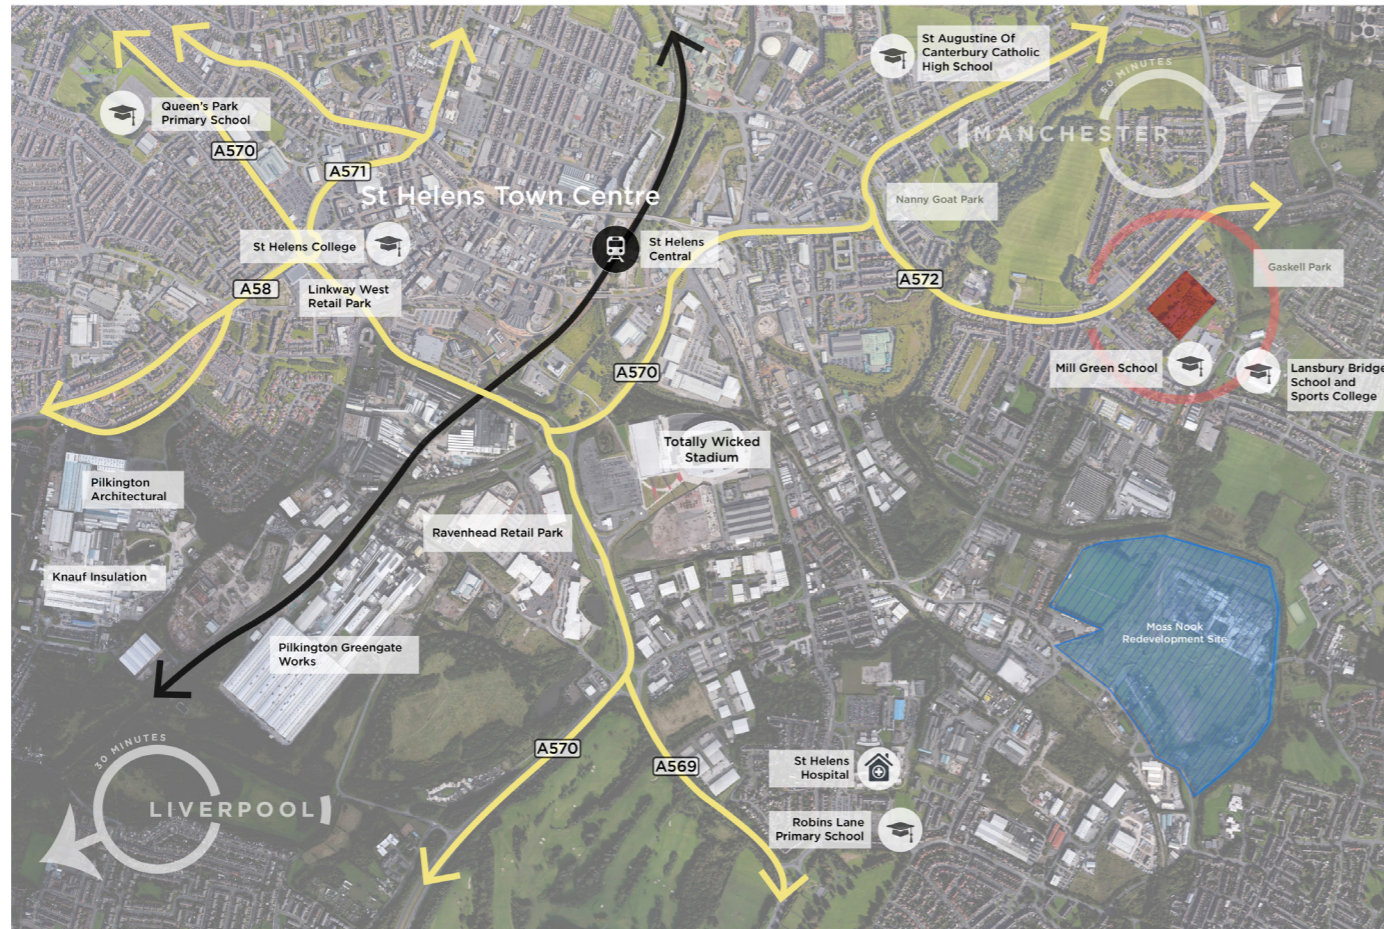 St Augustine Of
Canterbury Catholic
High School
50 MINUTES
MANCHESTER
Queen's Park
Primary School
A570
A571
St Helens Town Centre
Nanny Goat Park
St Helens College
St Helens
Central
A58
Linkway West
Retail Park
A572
Gaskell Park
A570
Mill Green School
Lansbury Bridge
School and
Sports College
Totally Wicked
Stadium
Pilkington
Architectural
Ravenhead Retail Park
Knauf Insulation
Moss Nook
Redevelopment Site
Pilkington Greengate
Works
A570
A569
St Helens
Hospital
30 MINUTES
LIVERPOOL
Robins Lane
Primary School